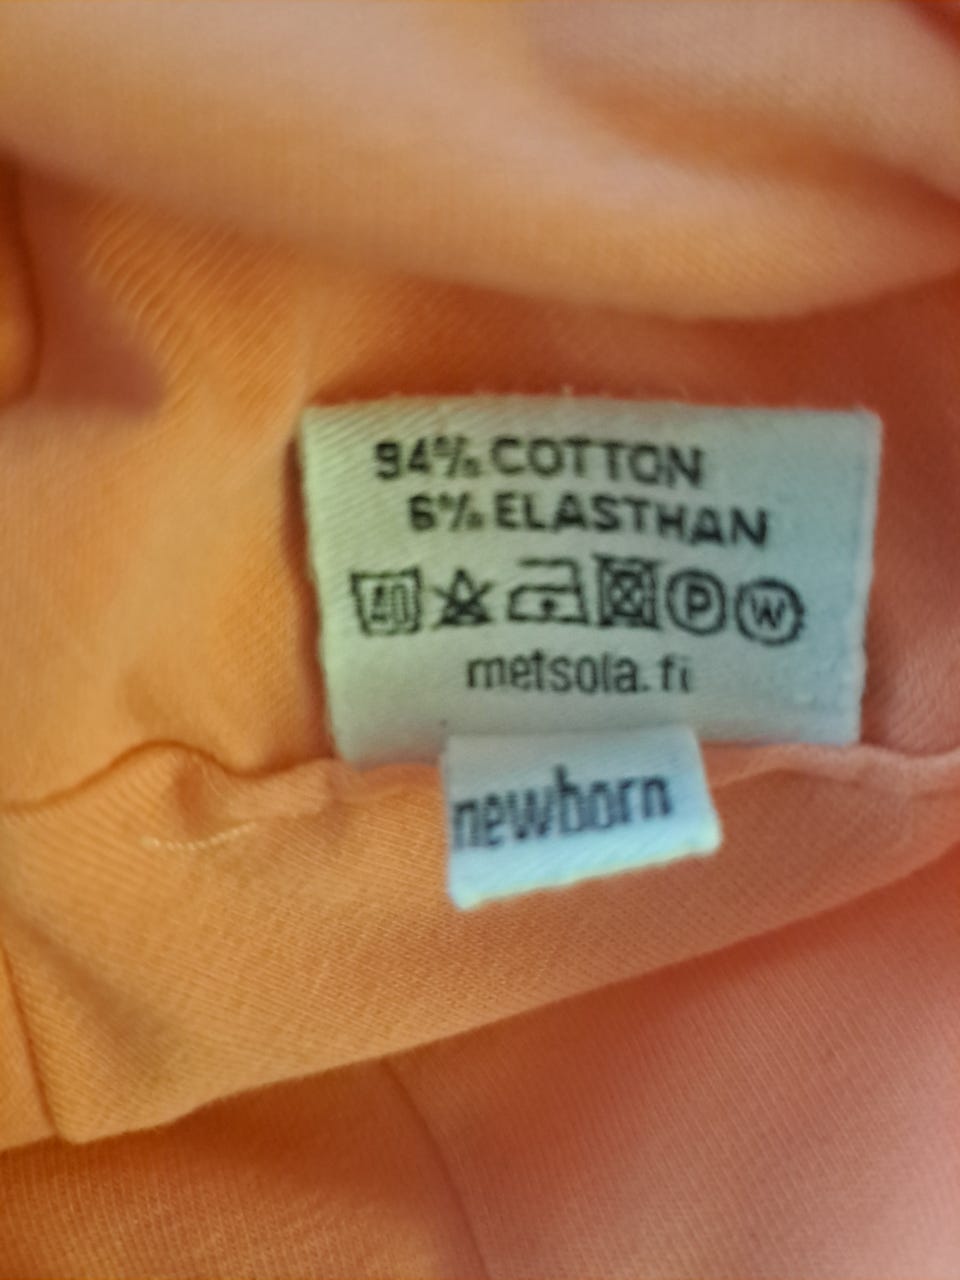 94% COTTON
6% ELASTHAN
40 P W
metsola.fi
newborn